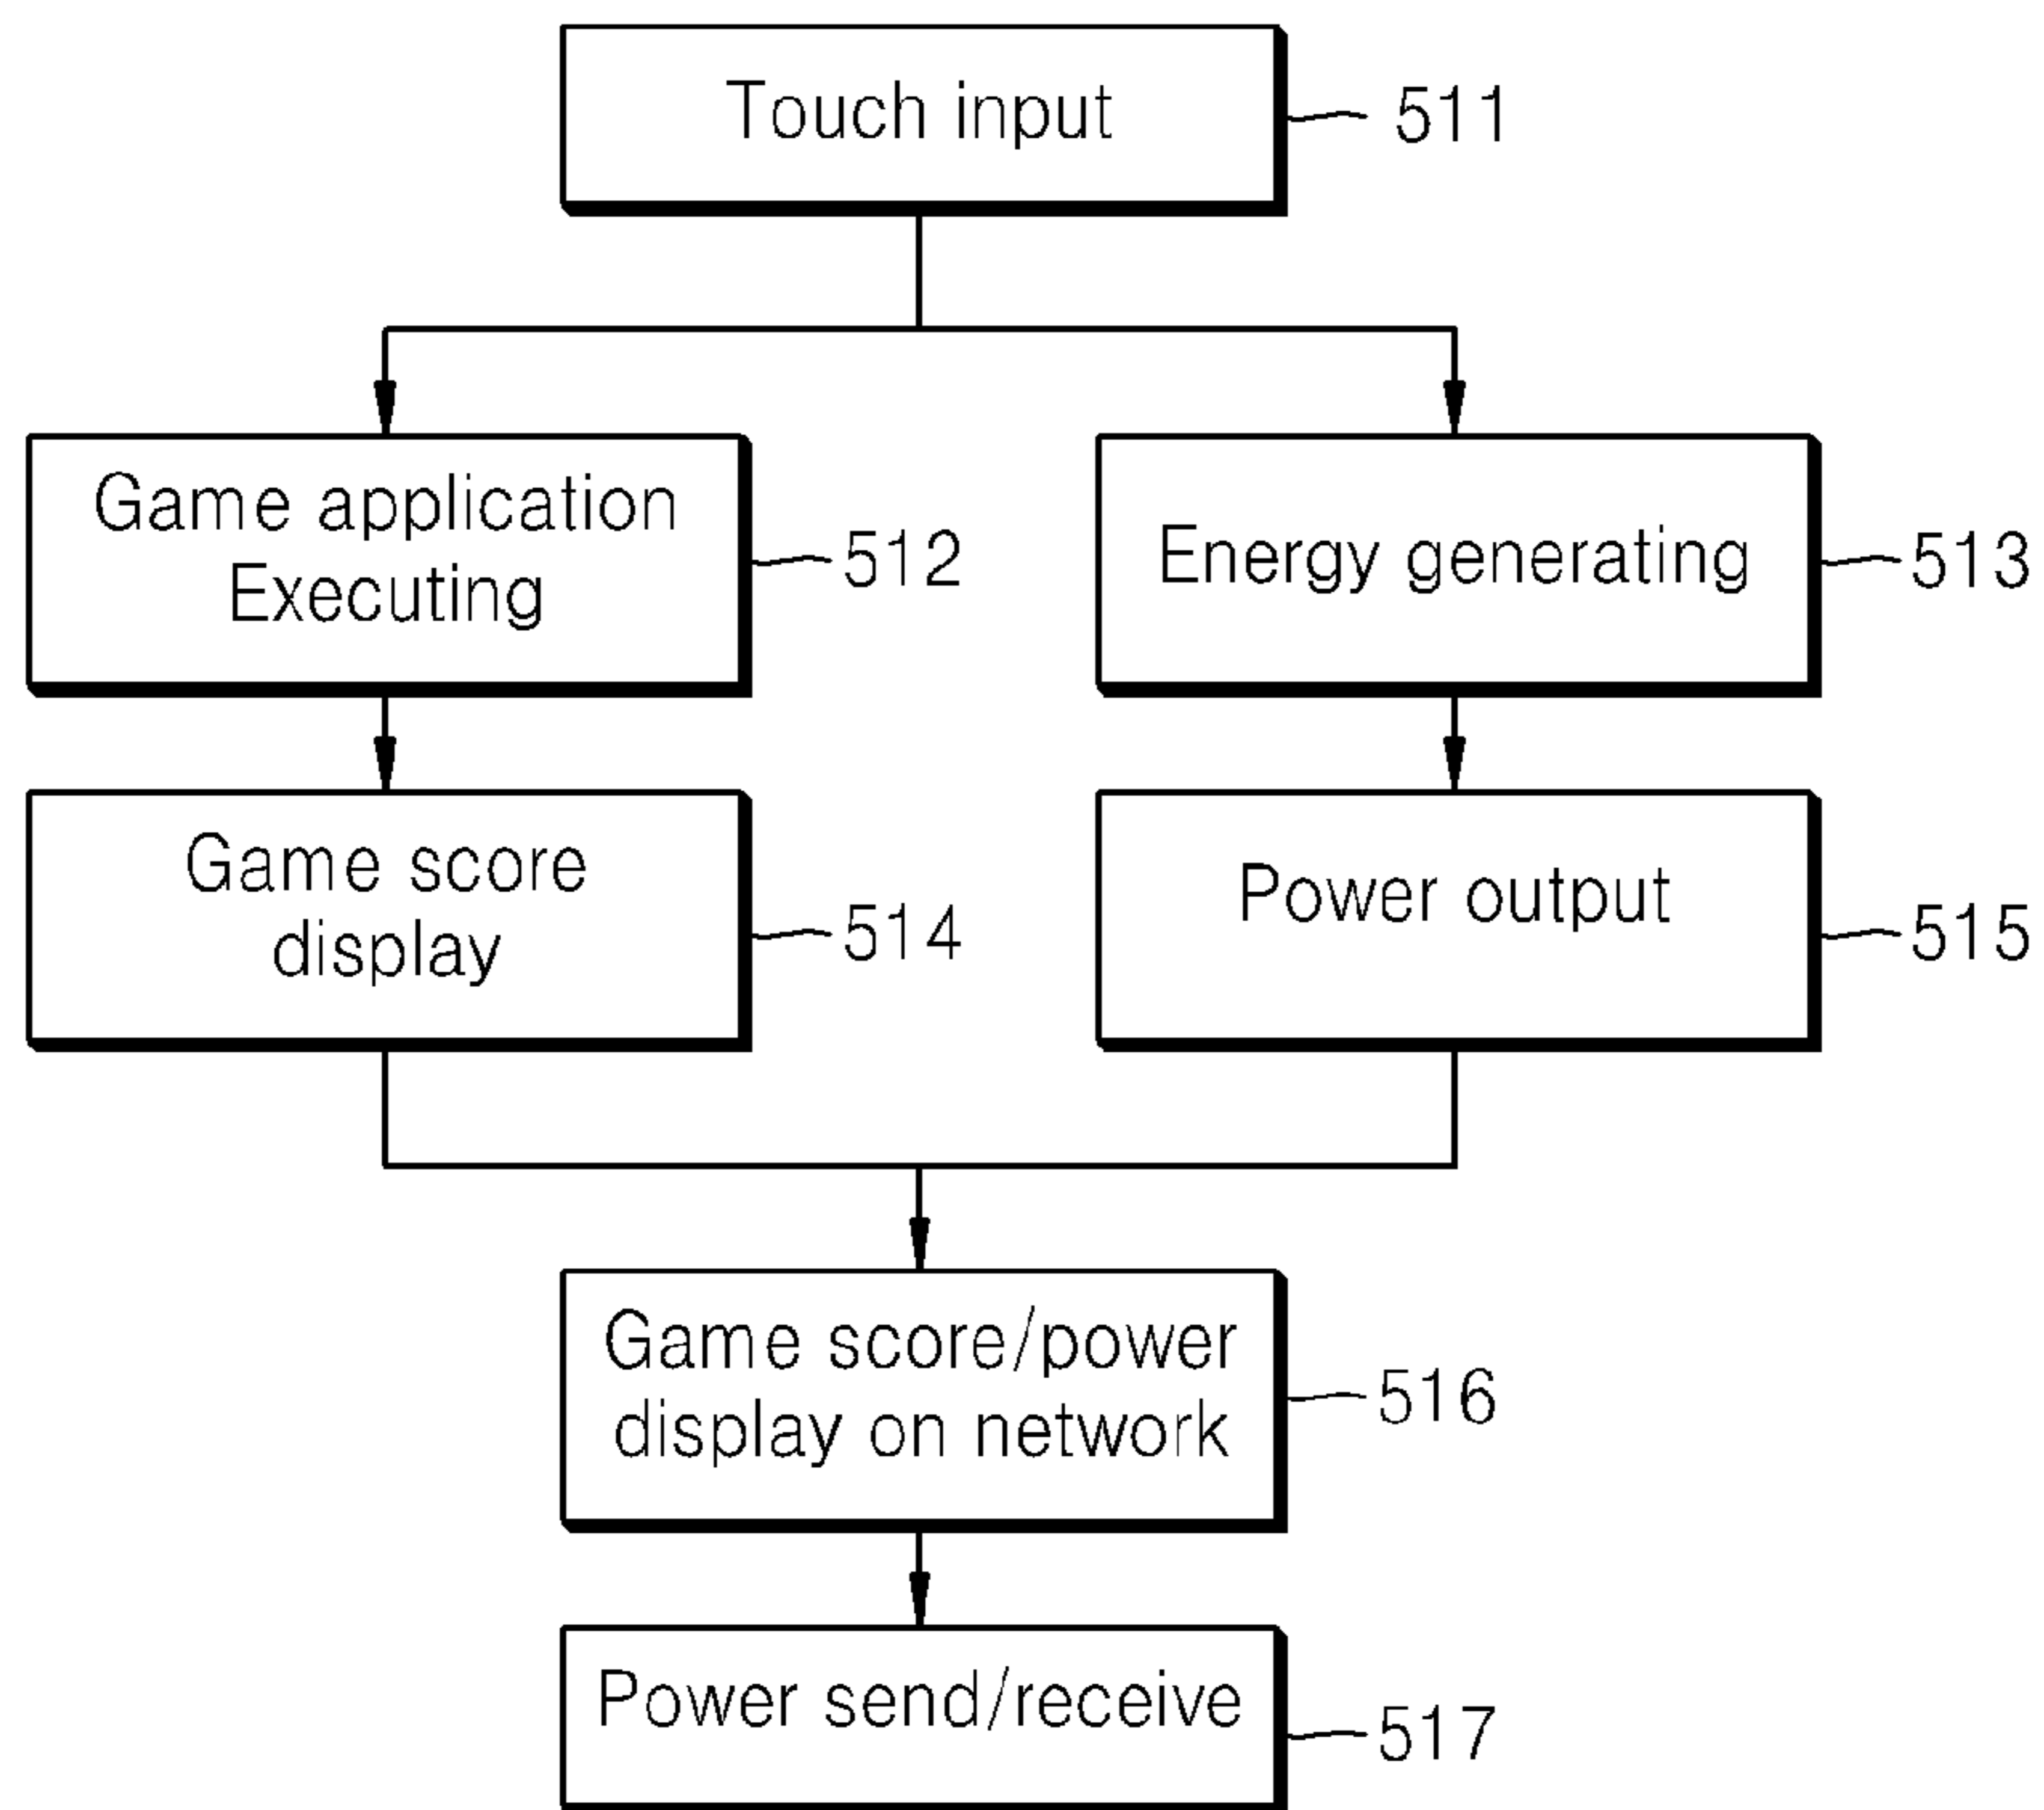 Touch input
511
Game application
Executing
512
Energy generating
513
Game score
display
514
Power output
515
Game score/power
display on network
516
Power send/receive
517